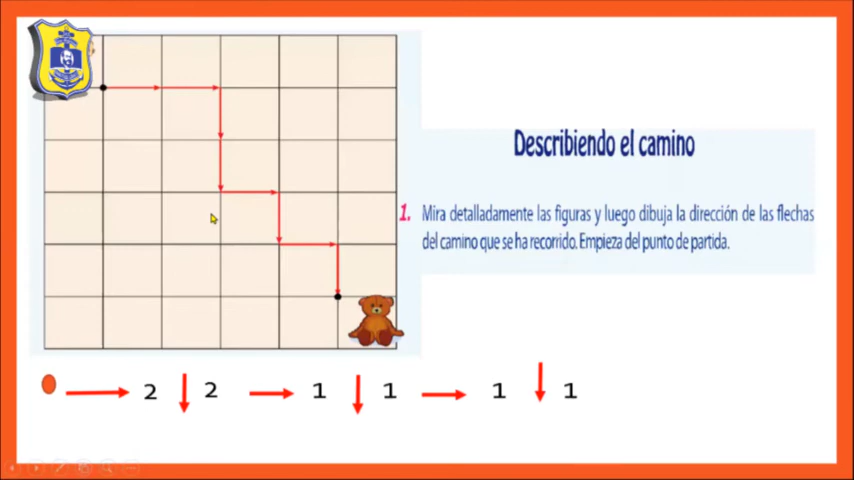 Describiendo el camino
1. Mira detalladamente las figuras y luego dibuja la dirección de las flechas
del camino que se ha recorrido. Empieza del punto de partida.
2 2 1 1 1 1